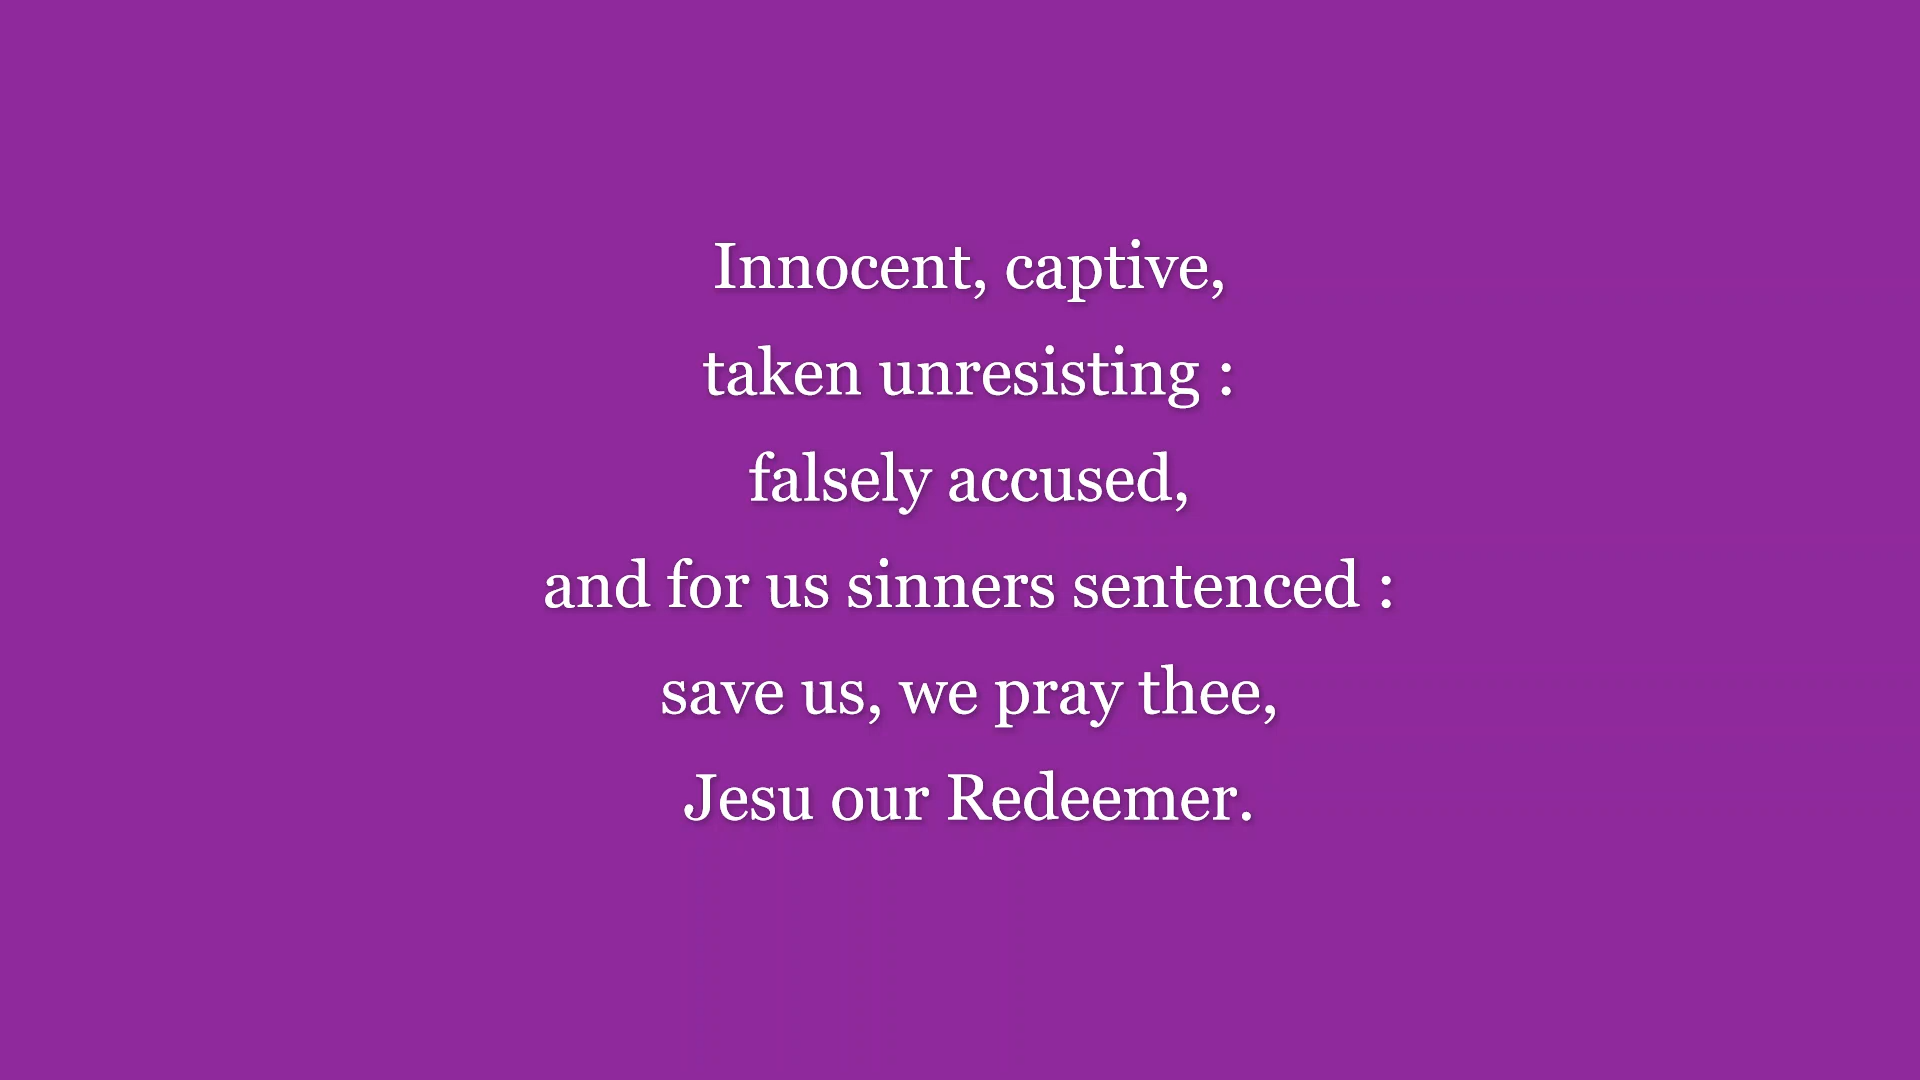 Innocent, captive,
taken unresisting :
falsely accused,
and for us sinners sentenced :
save us, we pray thee,
Jesu our Redeemer.